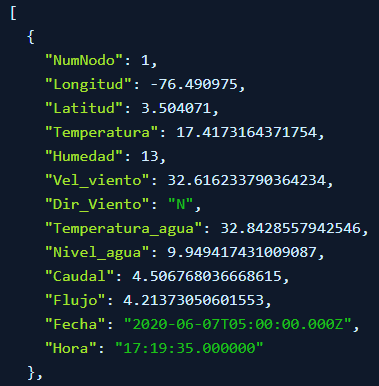 [
{
"NumNodo": 1,
"Longitud": -76.490975,
"Latitud": 3.504071,
"Temperatura": 17.4173164371754,
"Humedad": 13,
"Vel_viento": 32.616233790364234,
"Dir_Viento": "N",
"Temperatura_agua": 32.8428557942546,
"Nivel_agua": 9.949417431009087,
"Caudal": 4.506768036668615,
"Flujo": 4.21373050601553,
"Fecha": "2020-06-07T05:00:00.000Z",
"Hora": "17:19:35.000000"
},